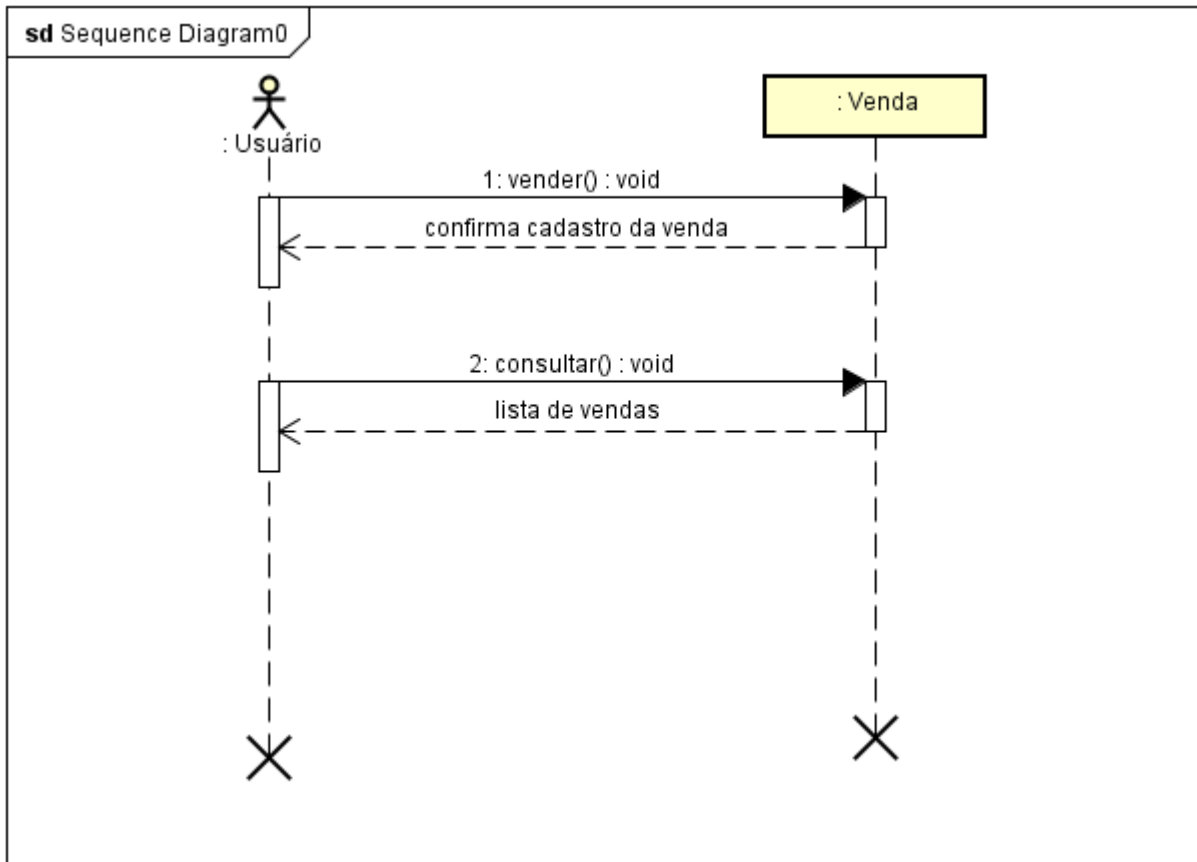 sd Sequence Diagram0
: Usuário
: Venda
1: vender() : void
confirma cadastro da venda
2: consultar() : void
lista de vendas